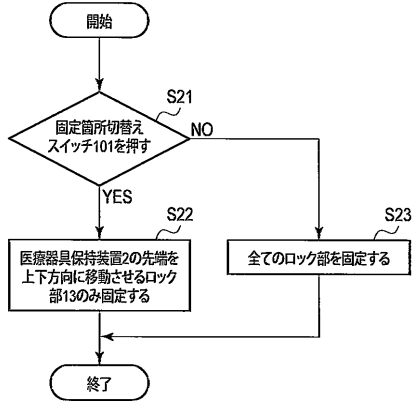 開始
S21
固定箇所切替え
スイッチ101を押す
NO
YES
S22
医療器具保持装置2の先端を
上下方向に移動させるロック
部13のみ固定する
S23
全てのロック部を固定する
終了